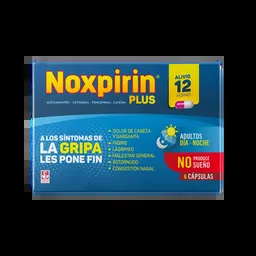 Noxpirin®
PLUS
ALIVIO
12
HORAS
ACETAMINOFÉN · CETIRIZINA · FENILEFRINA · CAFEÍNA
A LOS SÍNTOMAS DE
LA GRIPA
LES PONE FIN
• DOLOR DE CABEZA
Y GARGANTA
• FIEBRE
• LAGRIMEO
• MALESTAR GENERAL
• ESTORNUDO
• CONGESTIÓN NASAL
ADULTOS
DÍA - NOCHE
NO PRODUCE
SUEÑO
6 CÁPSULAS